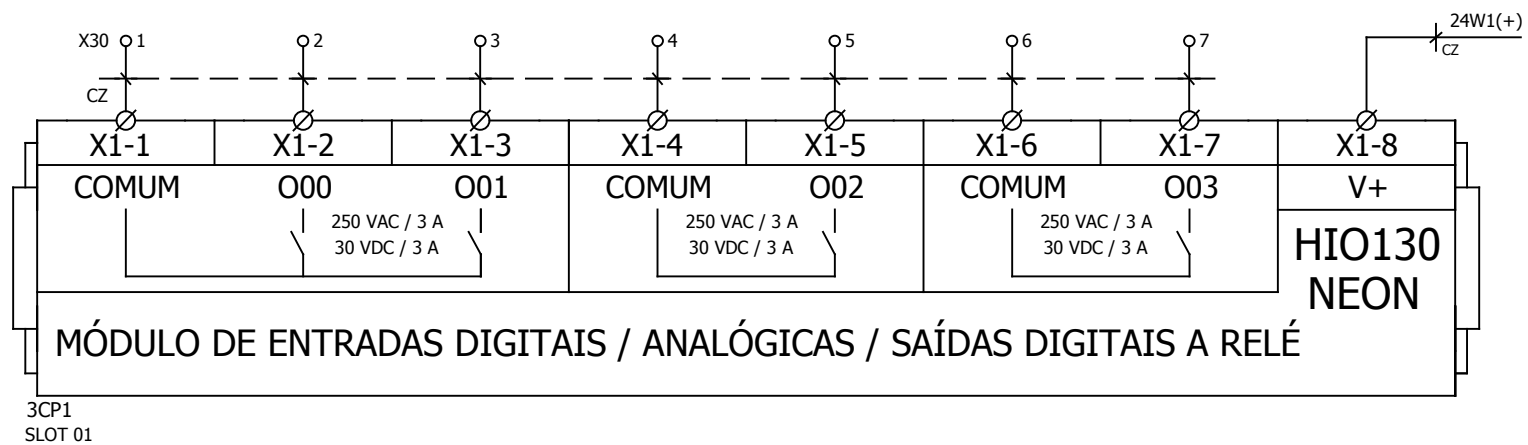 24W1(+)
X30 1 2 3 4 5 6 7
CZ
CZ
X1-1 X1-2 X1-3 X1-4 X1-5 X1-6 X1-7 X1-8
COMUM O00 O01 COMUM O02 COMUM O03 V+
250 VAC / 3 A 250 VAC / 3 A 250 VAC / 3 A
30 VDC / 3 A 30 VDC / 3 A 30 VDC / 3 A
HIO130
NEON
MÓDULO DE ENTRADAS DIGITAIS / ANALÓGICAS / SAÍDAS DIGITAIS A RELÉ
3CP1
SLOT 01